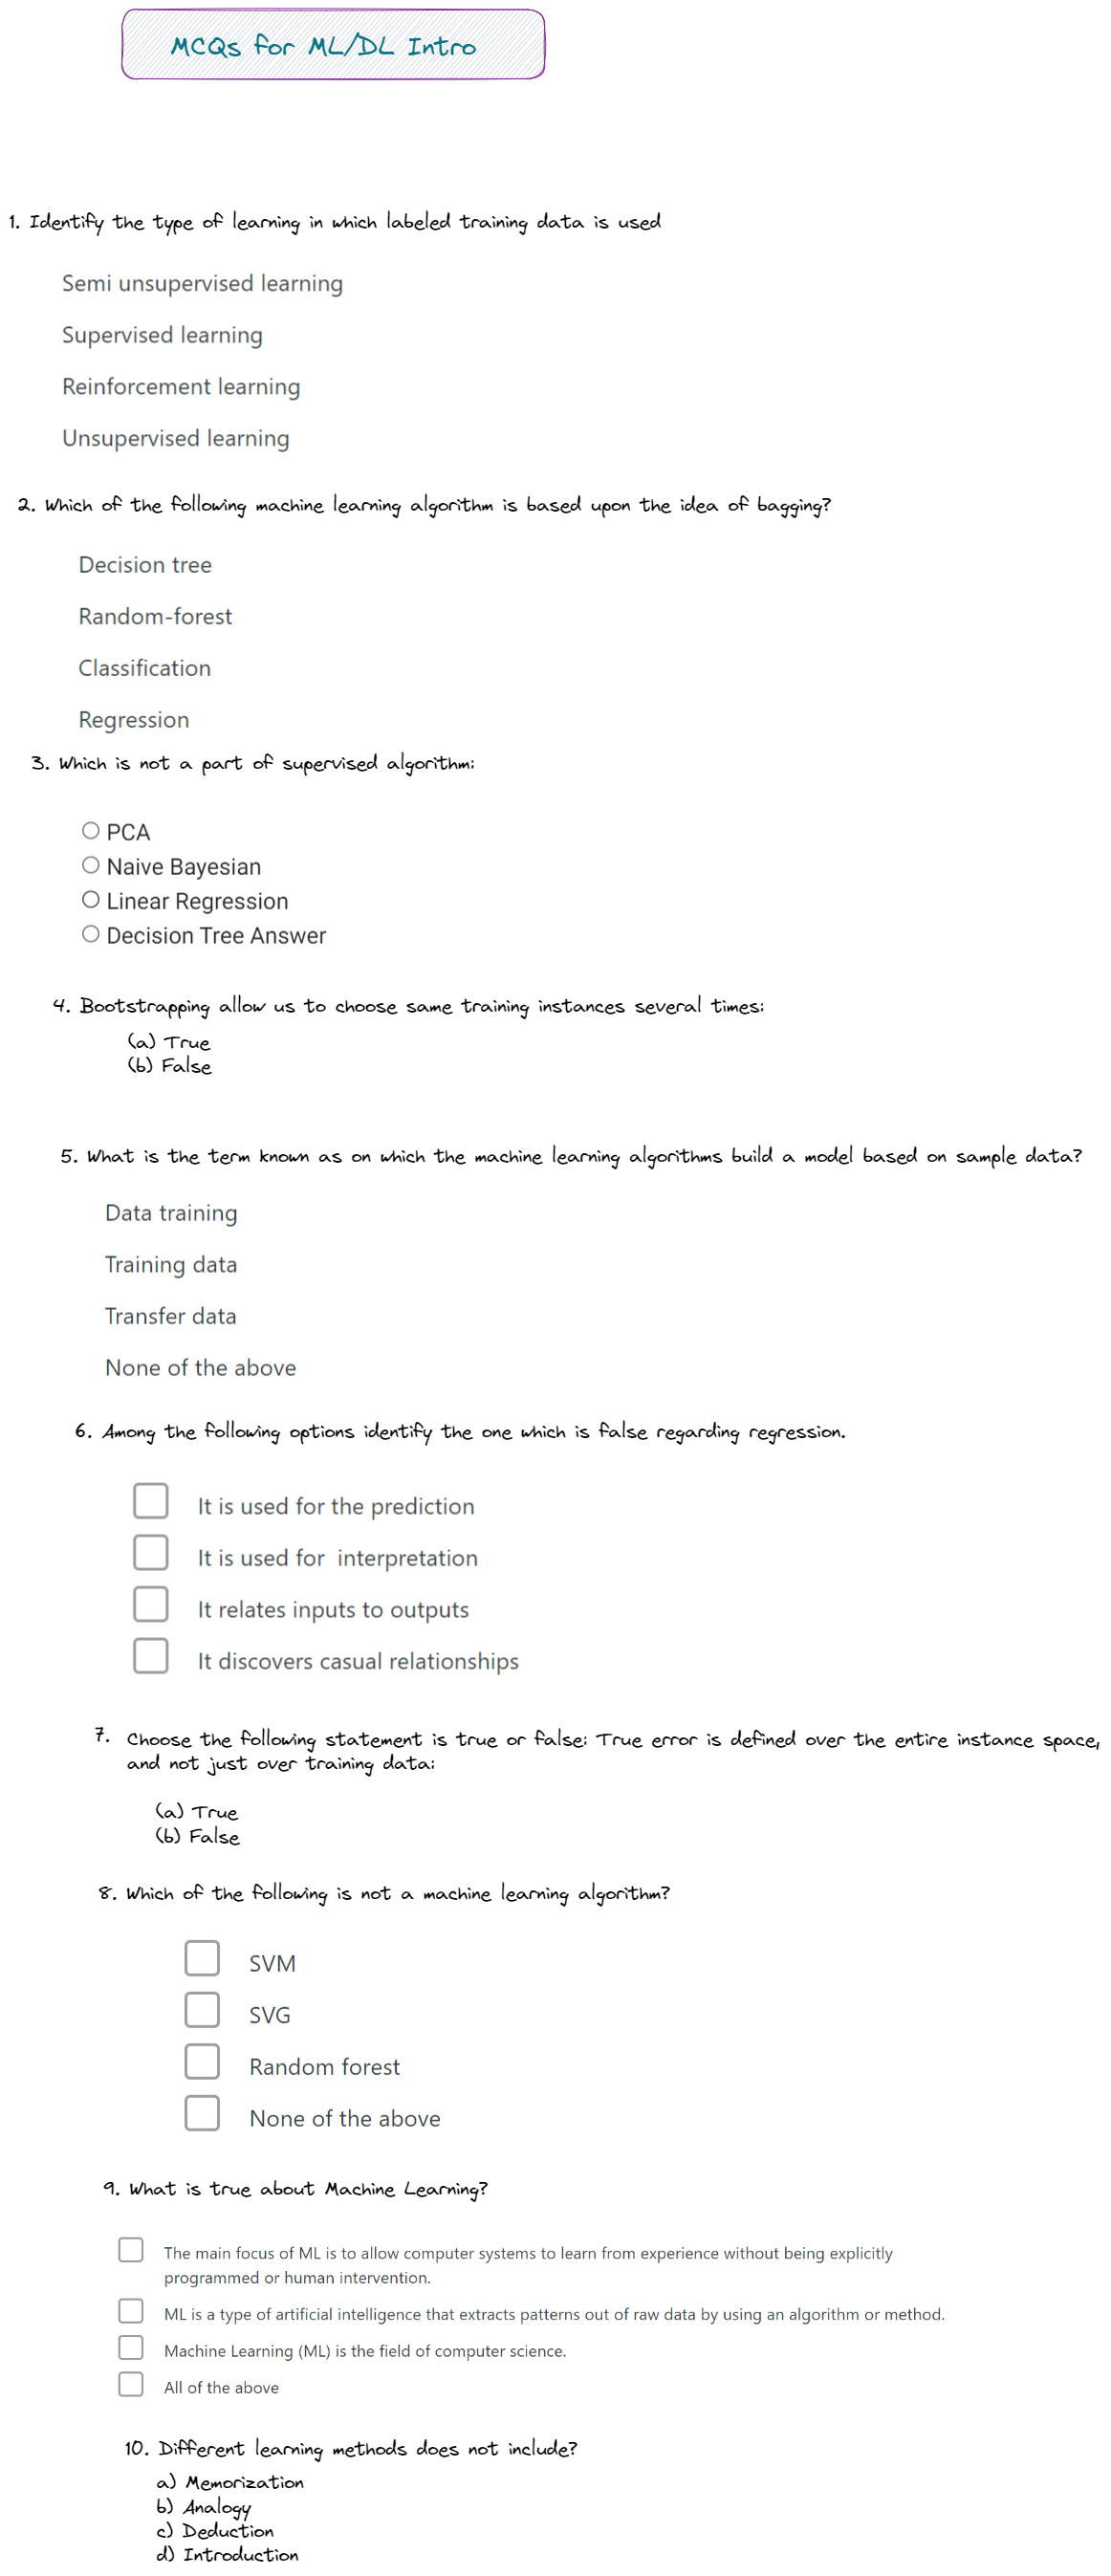 MCQs for ML/DL Intro
1. Identify the type of learning in which labeled training data is used
Semi unsupervised learning
Supervised learning
Reinforcement learning
Unsupervised learning
2. Which of the following machine learning algorithm is based upon the idea of bagging?
Decision tree
Random-forest
Classification
Regression
3. Which is not a part of supervised algorithm:
PCA
Naive Bayesian
Linear Regression
Decision Tree Answer
4. Bootstrapping allow us to choose same training instances several times:
(a) True
(b) False
5. What is the term known as on which the machine learning algorithms build a model based on sample data?
Data training
Training data
Transfer data
None of the above
6. Among the following options identify the one which is false regarding regression.
It is used for the prediction
It is used for interpretation
It relates inputs to outputs
It discovers casual relationships
7. Choose the following statement is true or false: True error is defined over the entire instance space,
and not just over training data:
(a) True
(b) False
8. Which of the following is not a machine learning algorithm?
SVM
SVG
Random forest
None of the above
9. What is true about Machine Learning?
The main focus of ML is to allow computer systems to learn from experience without being explicitly
programmed or human intervention.
ML is a type of artificial intelligence that extracts patterns out of raw data by using an algorithm or method.
Machine Learning (ML) is the field of computer science.
All of the above
10. Different learning methods does not include?
a) Memorization
b) Analogy
c) Deduction
d) Introduction